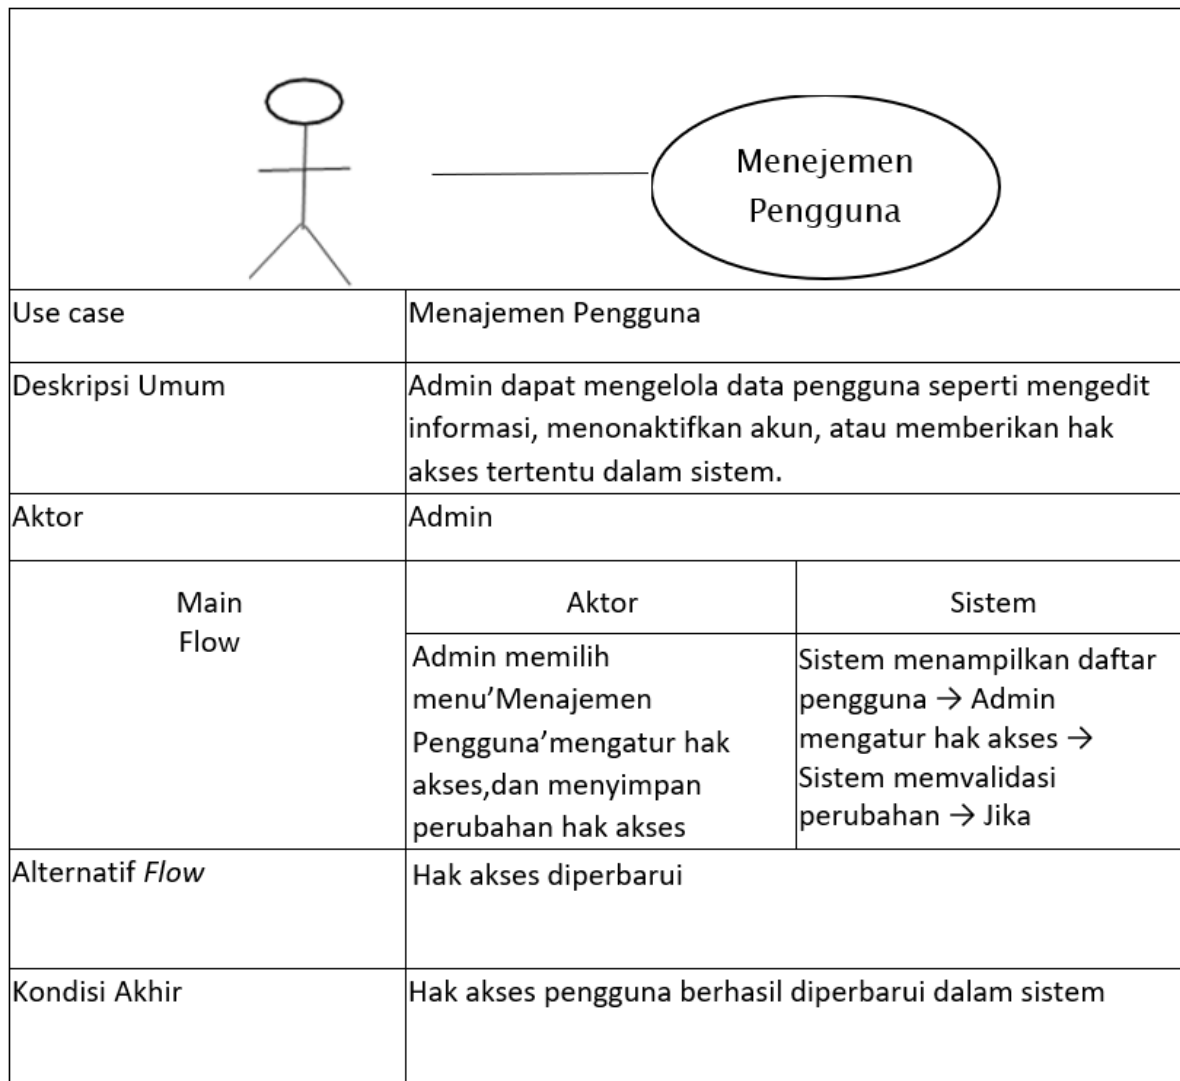 Menejemen
Pengguna
Use case
Menajemen Pengguna
Deskripsi Umum
Admin dapat mengelola data pengguna seperti mengedit
informasi, menonaktifkan akun, atau memberikan hak
akses tertentu dalam sistem.
Aktor
Admin
Main
Flow
Aktor
Sistem
Admin memilih
menu’Menajemen
Pengguna’mengatur hak
akses,dan menyimpan
perubahan hak akses
Sistem menampilkan daftar
pengguna → Admin
mengatur hak akses →
Sistem memvalidasi
perubahan → Jika
Alternatif Flow
Hak akses diperbarui
Kondisi Akhir
Hak akses pengguna berhasil diperbarui dalam sistem